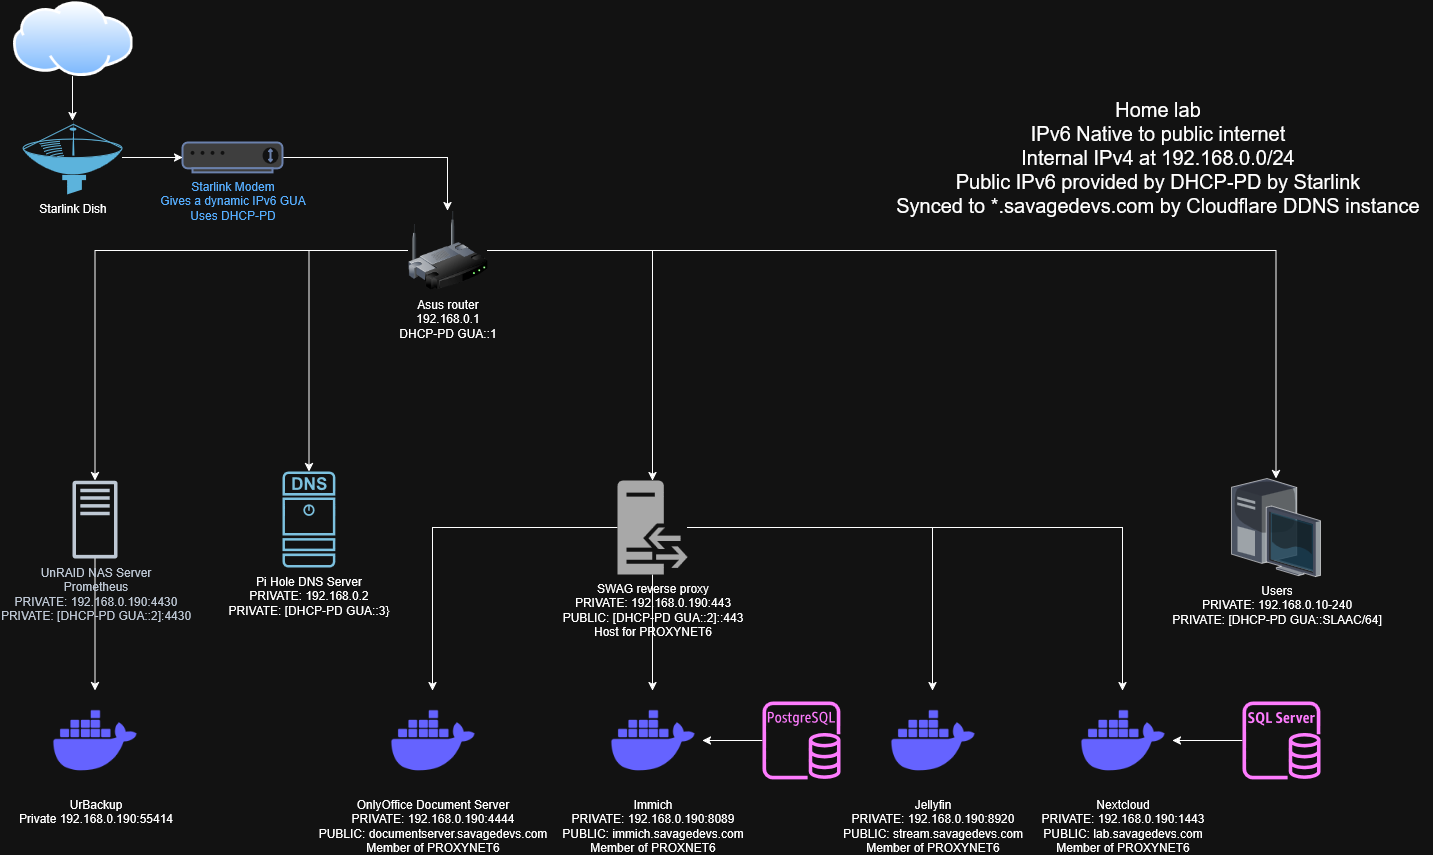 Home lab
IPv6 Native to public internet
Internal IPv4 at 192.168.0.0/24
Public IPv6 provided by DHCP-PD by Starlink
Synced to *.savagedevs.com by Cloudflare DDNS instance
Starlink Dish
Starlink Modem
Gives a dynamic IPv6 GUA
Uses DHCP-PD
Asus router
192.168.0.1
DHCP-PD GUA::1
UnRAID NAS Server
Prometheus
PRIVATE: 192.168.0.190:4430
PRIVATE: [DHCP-PD GUA::2]:4430
DNS
Pi Hole DNS Server
PRIVATE: 192.168.0.2
PRIVATE: [DHCP-PD GUA::3}
SWAG reverse proxy
PRIVATE: 192.168.0.190:443
PUBLIC: [DHCP-PD GUA::2]::443
Host for PROXYNET6
Users
PRIVATE: 192.168.0.10-240
PRIVATE: [DHCP-PD GUA::SLAAC/64]
UrBackup
Private 192.168.0.190:55414
OnlyOffice Document Server
PRIVATE: 192.168.0.190:4444
PUBLIC: documentserver.savagedevs.com
Member of PROXYNET6
Immich
PRIVATE: 192.168.0.190:8089
PUBLIC: immich.savagedevs.com
Member of PROXNET6
PostgreSQL
Jellyfin
PRIVATE: 192.168.0.190:8920
PUBLIC: stream.savagedevs.com
Member of PROXYNET6
Nextcloud
PRIVATE: 192.168.0.190:1443
PUBLIC: lab.savagedevs.com
Member of PROXYNET6
SQL Server